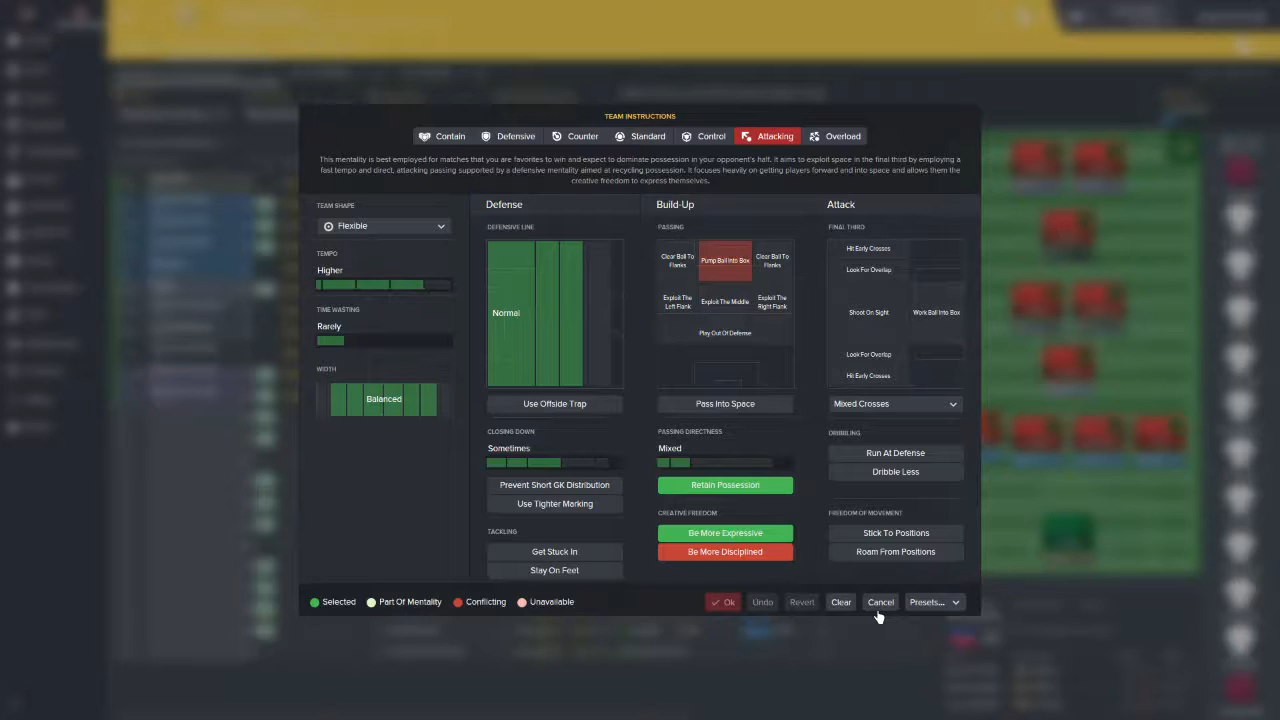 TEAM INSTRUCTIONS
Contain
Defensive
Counter
Standard
Control
Attacking
Overload
This mentality is best employed for matches that you are favorites to win and expect to dominate possession in your opponent's half. It aims to exploit space in the final third by employing a
fast tempo and direct, attacking passing supported by a defensive mentality aimed at recycling possession. It focuses heavily on getting players forward and into space and allows them the
creative freedom to express themselves.
TEAM SHAPE
Flexible
TEMPO
Higher
TIME WASTING
Rarely
WIDTH
Balanced
Defense
DEFENSIVE LINE
Normal
Use Offside Trap
CLOSING DOWN
Sometimes
Prevent Short GK Distribution
Use Tighter Marking
TACKLING
Get Stuck In
Stay On Feet
Build-Up
PASSING
Clear Ball To
Flanks
Pump Ball Into Box
Clear Ball To
Flanks
Exploit The
Left Flank
Exploit The Middle
Exploit The
Right Flank
Play Out Of Defense
Pass Into Space
PASSING DIRECTNESS
Mixed
Retain Possession
CREATIVE FREEDOM
Be More Expressive
Be More Disciplined
Attack
FINAL THIRD
Hit Early Crosses
Look For Overlap
Shoot On Sight
Work Ball Into Box
Look For Overlap
Hit Early Crosses
Mixed Crosses
DRIBBLING
Run At Defense
Dribble Less
FREEDOM OF MOVEMENT
Stick To Positions
Roam From Positions
Selected
Part Of Mentality
Conflicting
Unavailable
Ok
Undo
Revert
Clear
Cancel
Presets...